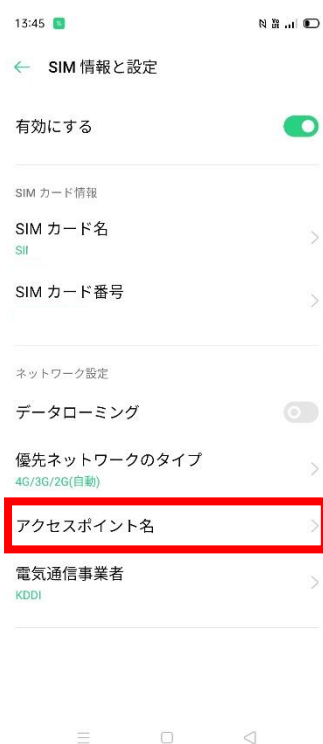 13:45
← SIM 情報と設定
有効にする
SIM カード情報
SIM カード名
SII
SIM カード番号
ネットワーク設定
データローミング
優先ネットワークのタイプ
4G/3G/2G(自動)
アクセスポイント名
電気通信事業者
KDDI